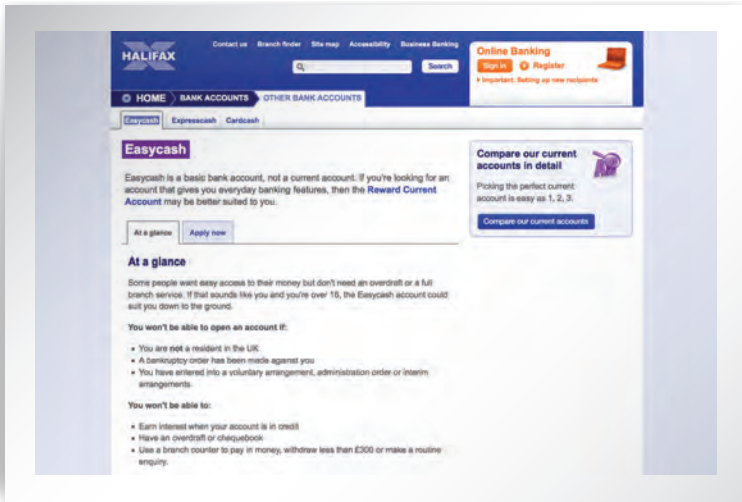 HALIFAX
Contact us Branch finder Site map Accessibility Business Banking
Search
Online Banking
Sign in Register
Important: Setting up new recipients
HOME BANK ACCOUNTS OTHER BANK ACCOUNTS
Easycash Expresscash Cardcash
Easycash
Easycash is a basic bank account, not a current account. If you're looking for an
account that gives you everyday banking features, then the Reward Current
Account may be better suited to you.
Compare our current
accounts in detail
Picking the perfect current
account is easy as 1, 2, 3.
Compare our current accounts
At a glance Apply now
At a glance
Some people want easy access to their money but don't need an overdraft or a full
branch service. If that sounds like you and you're over 16, the Easycash account could
suit you down to the ground.
You won't be able to open an account if:
• You are not a resident in the UK
• A bankruptcy order has been made against you
• You have entered into a voluntary arrangement, administration order or interim
arrangements
You won't be able to:
• Earn interest when your account is in credit
• Have an overdraft or chequebook
• Use a branch counter to pay in money, withdraw less than £300 or make a routine
enquiry.